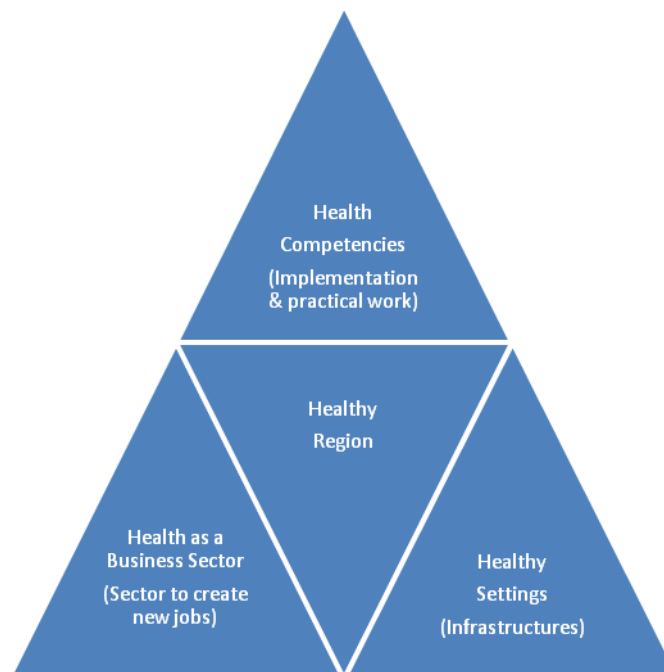 Health
Competencies
(Implementation
& practical work)
Healthy
Region
Health as a
Business Sector
(Sector to create
new jobs)
Healthy
Settings
(Infrastructures)